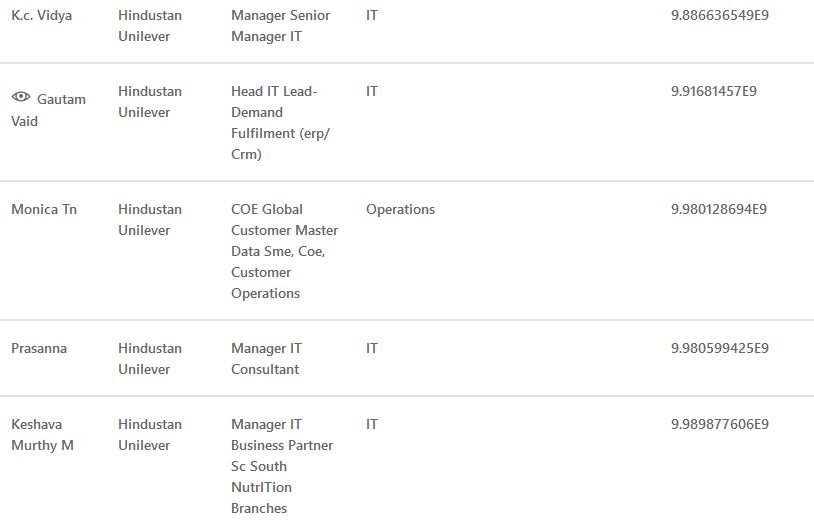 K.c. Vidya Hindustan Manager Senior IT 9.886636549E9
Unilever Manager IT
Gautam Hindustan Head IT Lead- IT 9.91681457E9
Vaid Unilever Demand
Fulfilment (erp/
Crm)
Monica Tn Hindustan COE Global Operations 9.980128694E9
Unilever Customer Master
Data Sme, Coe,
Customer
Operations
Prasanna Hindustan Manager IT IT 9.980599425E9
Unilever Consultant
Keshava Hindustan Manager IT IT 9.989877606E9
Murthy M Unilever Business Partner
Sc South
NutrITion
Branches